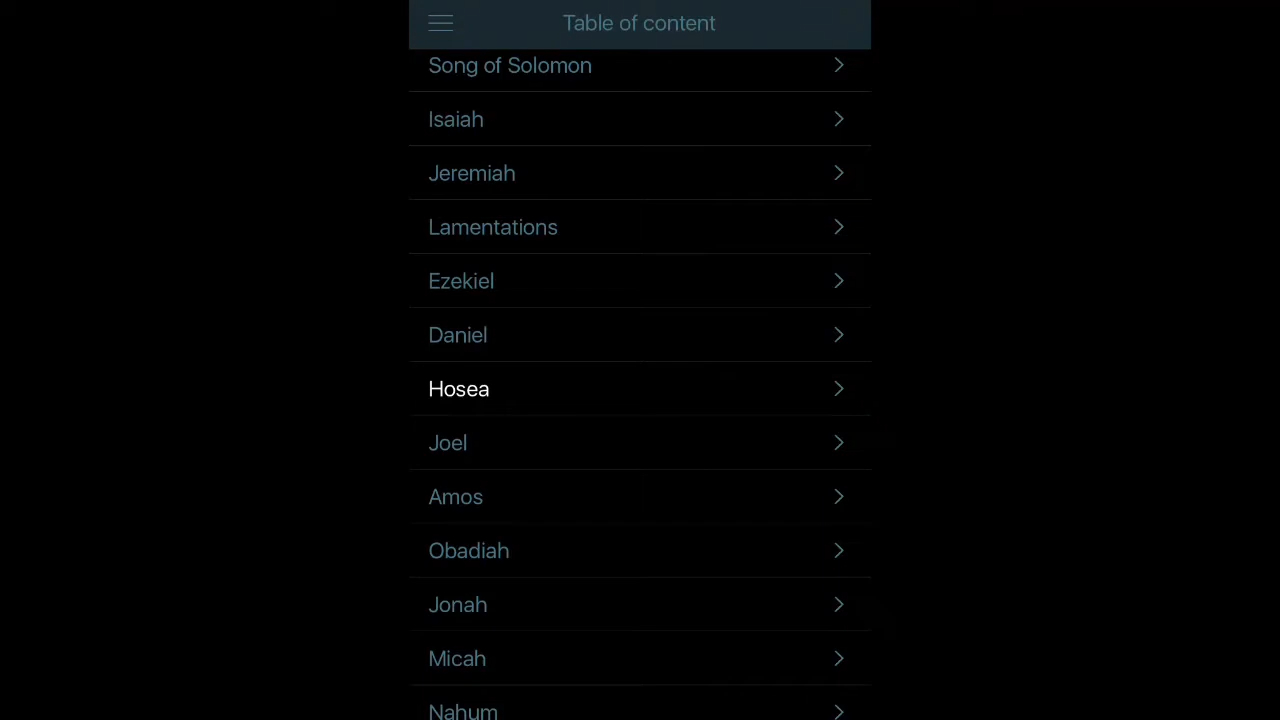 Table of content
Song of Solomon
Isaiah
Jeremiah
Lamentations
Ezekiel
Daniel
Hosea
Joel
Amos
Obadiah
Jonah
Micah
Nahum